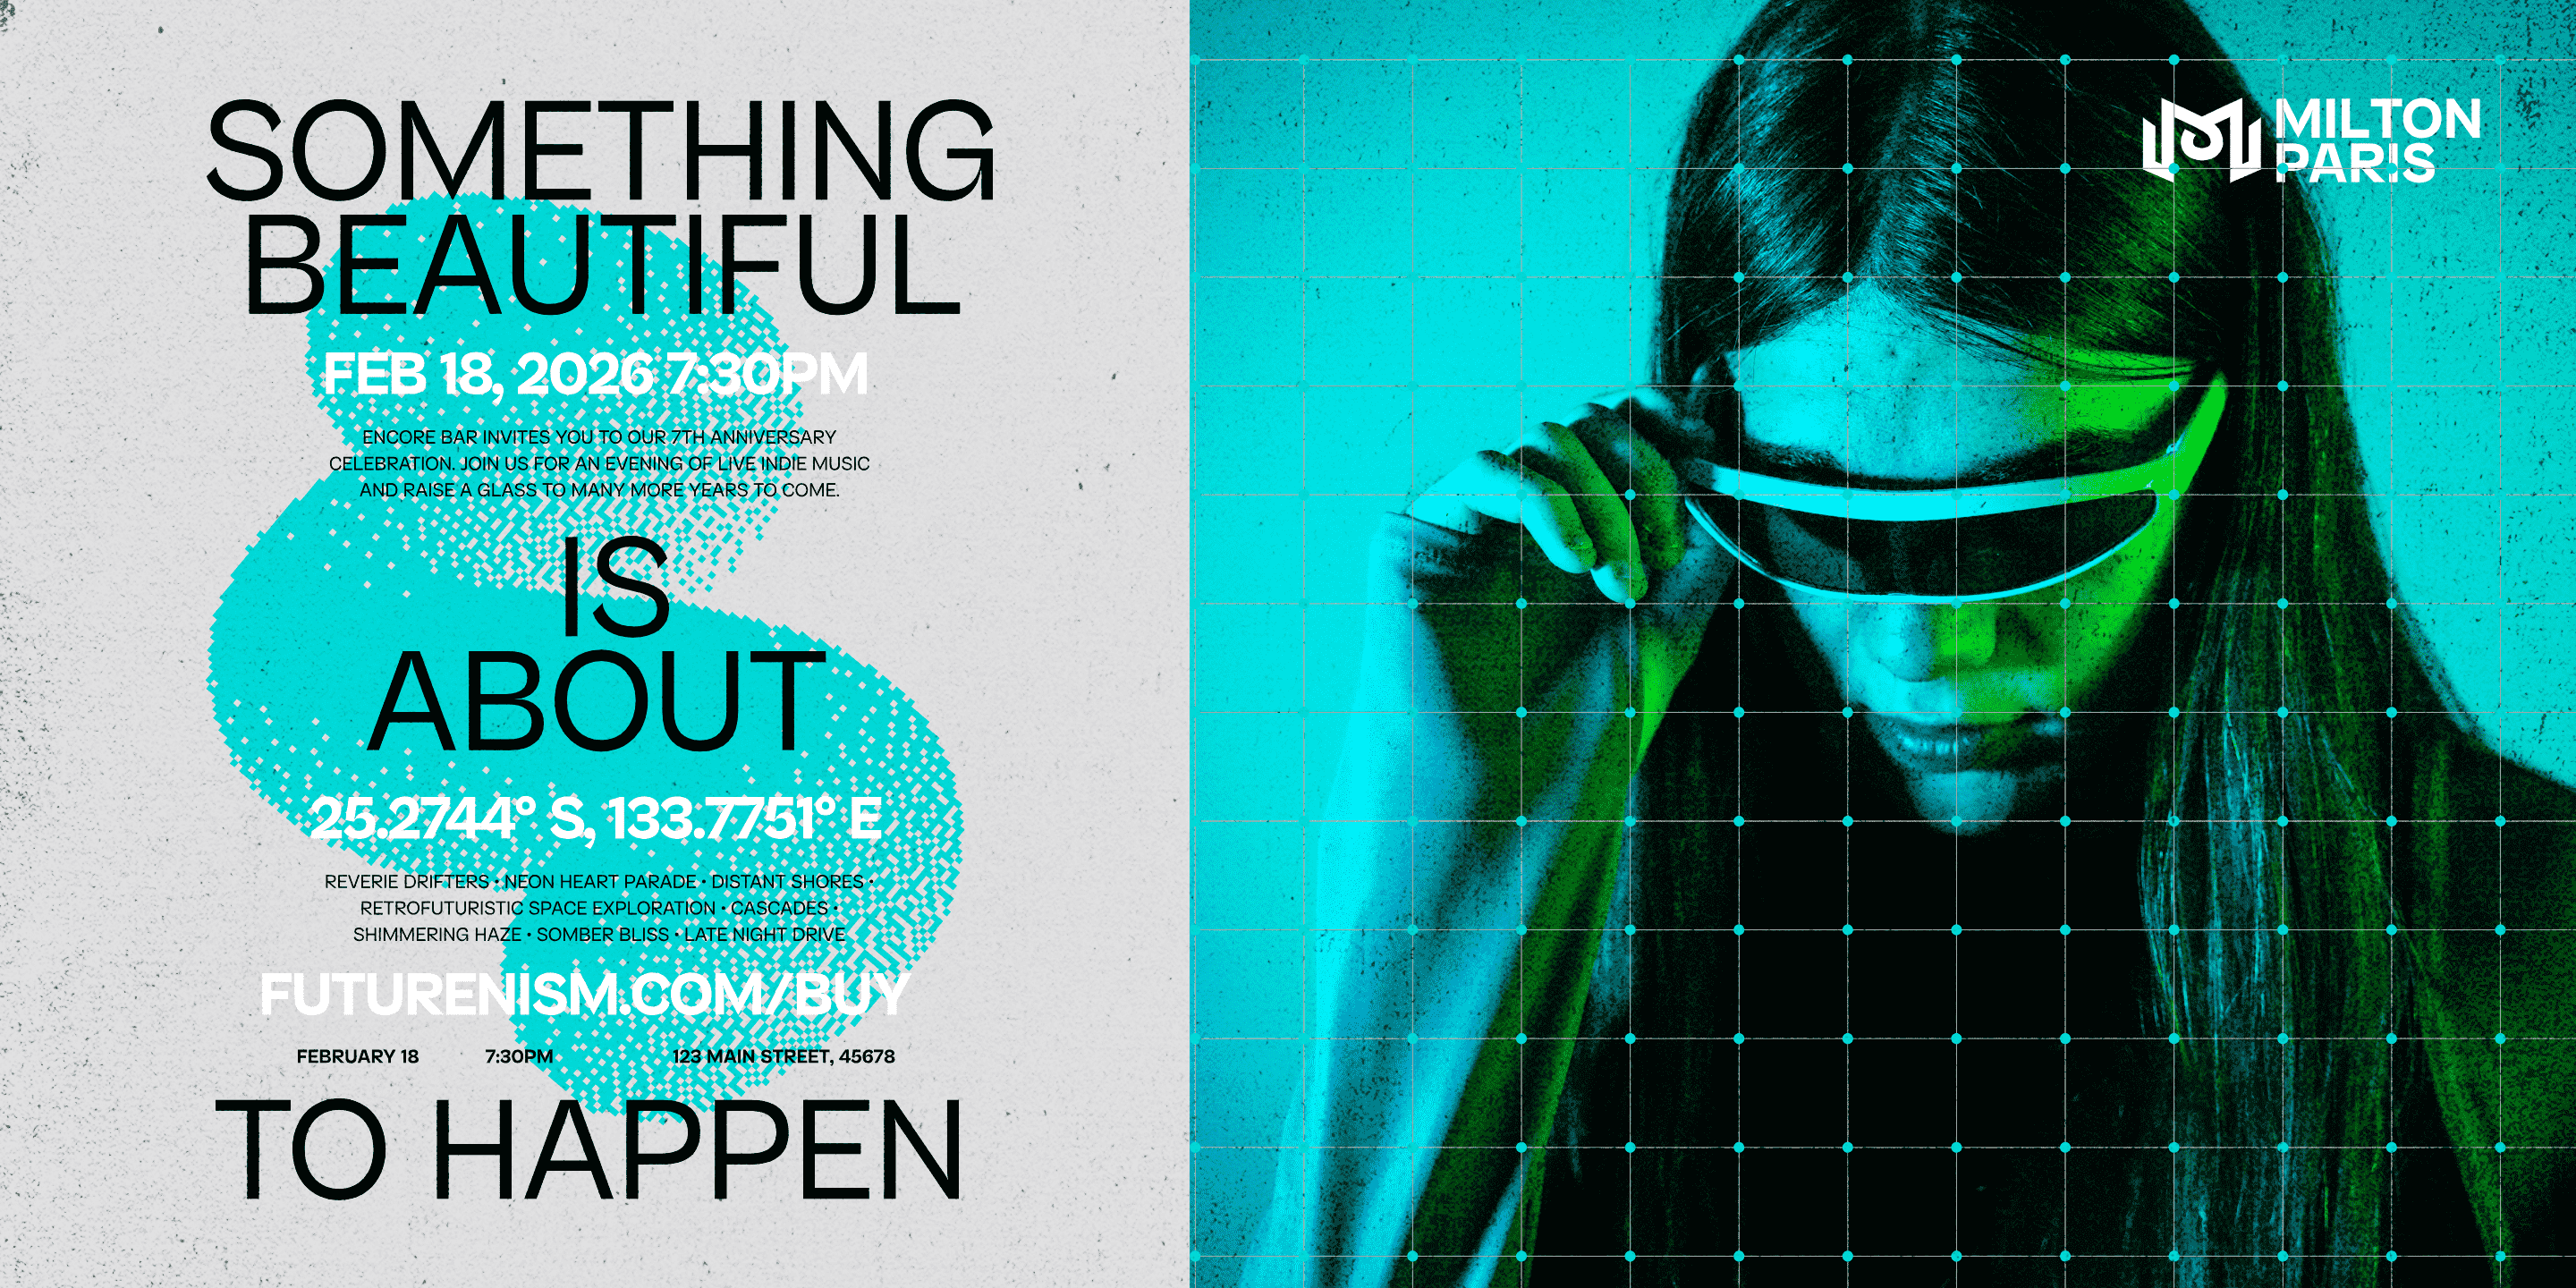 SOMETHING
BEAUTIFUL
FEB 18, 2026 7:30PM
ENCORE BAR INVITES YOU TO OUR 7TH ANNIVERSARY
CELEBRATION. JOIN US FOR AN EVENING OF LIVE INDIE MUSIC
AND RAISE A GLASS TO MANY MORE YEARS TO COME.
IS
ABOUT
25.2744° S, 133.7751° E
REVERIE DRIFTERS • NEON HEART PARADE • DISTANT SHORES •
RETROFUTURISTIC SPACE EXPLORATION • CASCADES •
SHIMMERING HAZE • SOMBER BLISS • LATE NIGHT DRIVE
FUTURENISM.COM/BUY
FEBRUARY 18 7:30PM 123 MAIN STREET, 45678
TO HAPPEN
MILTON
PARIS